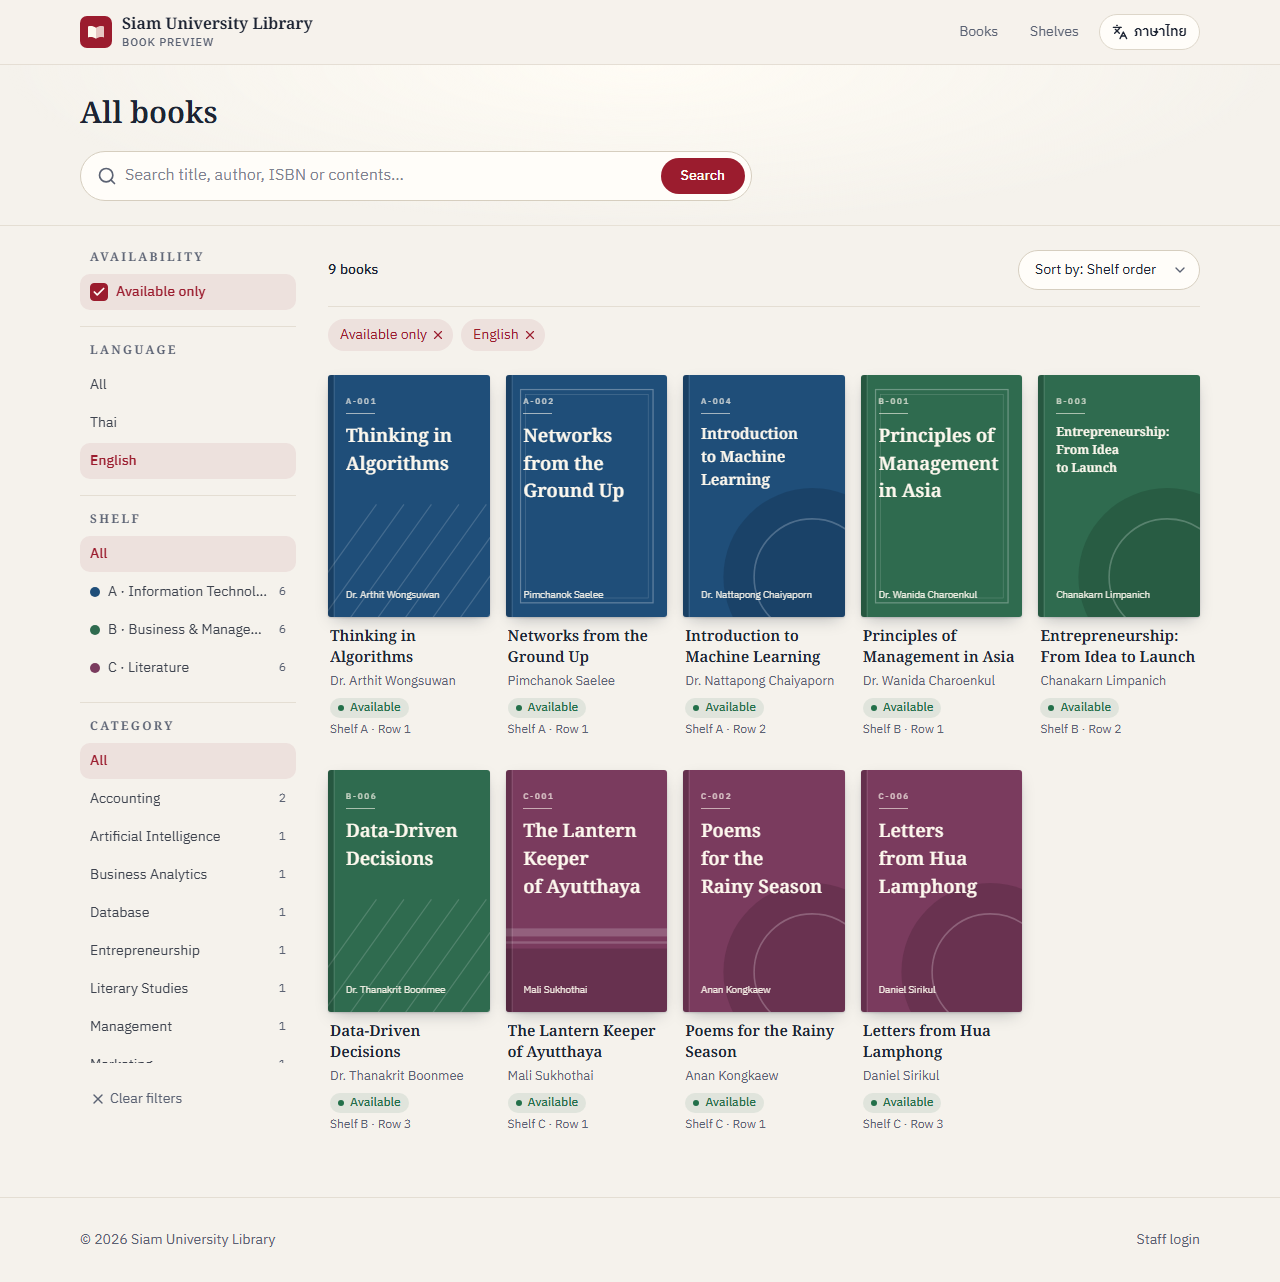 Siam University Library
BOOK PREVIEW
Books
Shelves
ภาษาไทย
All books
Search title, author, ISBN or contents...
Search
AVAILABILITY
Available only
LANGUAGE
All
Thai
English
SHELF
All
A · Information Technol... 6
B · Business & Manage... 6
C · Literature 6
CATEGORY
All
Accounting 2
Artificial Intelligence 1
Business Analytics 1
Database 1
Entrepreneurship 1
Literary Studies 1
Management 1
Marketing 1
Clear filters
9 books
Sort by: Shelf order
Available only
English
A-001
Thinking in
Algorithms
Dr. Arthit Wongsuwan
Thinking in
Algorithms
Dr. Arthit Wongsuwan
Available
Shelf A · Row 1
A-002
Networks
from the
Ground Up
Pimchanok Saelee
Networks from the
Ground Up
Pimchanok Saelee
Available
Shelf A · Row 1
A-004
Introduction
to Machine
Learning
Dr. Nattapong Chaiyaporn
Introduction to
Machine Learning
Dr. Nattapong Chaiyaporn
Available
Shelf A · Row 2
B-001
Principles of
Management
in Asia
Dr. Wanida Charoenkul
Principles of
Management in Asia
Dr. Wanida Charoenkul
Available
Shelf B · Row 1
B-003
Entrepreneurship:
From Idea
to Launch
Chanakarn Limpanich
Entrepreneurship:
From Idea to Launch
Chanakarn Limpanich
Available
Shelf B · Row 2
B-006
Data-Driven
Decisions
Dr. Thanakrit Boonmee
Data-Driven
Decisions
Dr. Thanakrit Boonmee
Available
Shelf B · Row 3
C-001
The Lantern
Keeper
of Ayutthaya
Mali Sukhothai
The Lantern Keeper
of Ayutthaya
Mali Sukhothai
Available
Shelf C · Row 1
C-002
Poems
for the
Rainy Season
Anan Kongkaew
Poems for the Rainy
Season
Anan Kongkaew
Available
Shelf C · Row 1
C-006
Letters
from Hua
Lamphong
Daniel Sirikul
Letters from Hua
Lamphong
Daniel Sirikul
Available
Shelf C · Row 3
© 2026 Siam University Library
Staff login